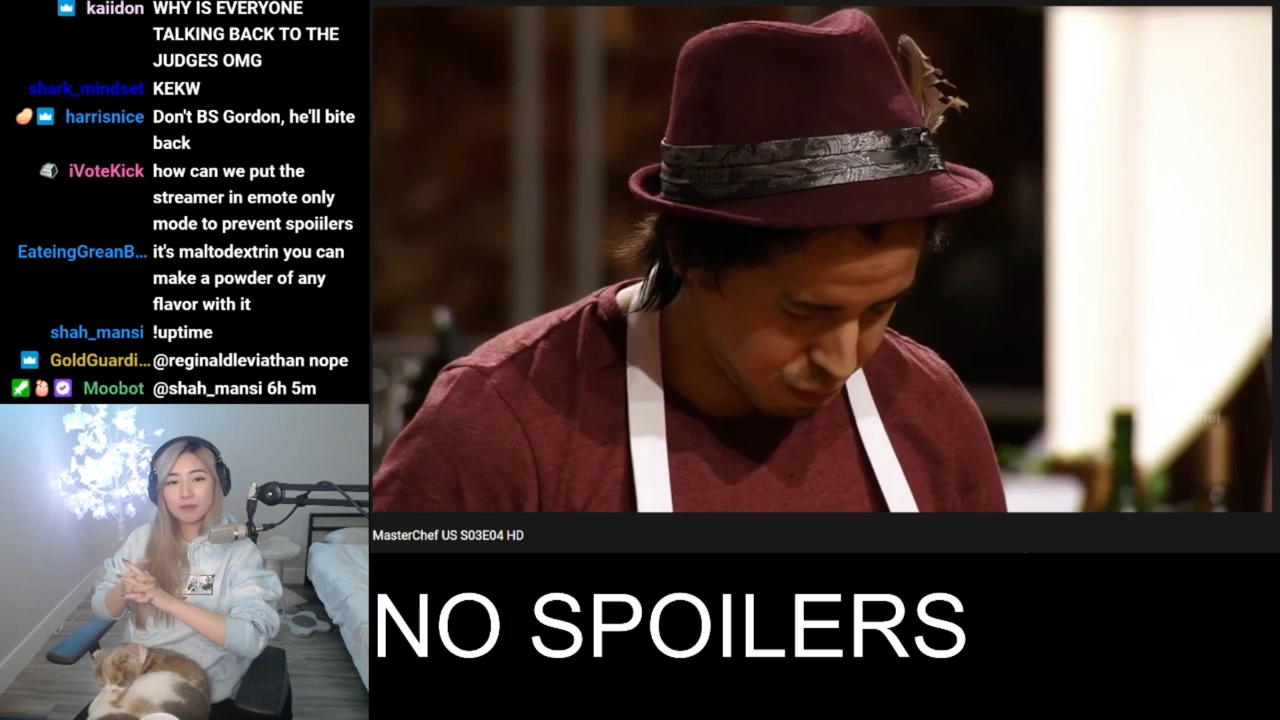 kaiidon WHY IS EVERYONE
TALKING BACK TO THE
JUDGES OMG
shark_mindset KEKW
harrisnice Don't BS Gordon, he'll bite
back
iVoteKick how can we put the
streamer in emote only
mode to prevent spoiilers
EateingGreanB... it's maltodextrin you can
make a powder of any
flavor with it
shah_mansi !uptime
GoldGuardi... @reginaldleviathan nope
Moobot @shah_mansi 6h 5m
MasterChef US S03E04 HD
NO SPOILERS